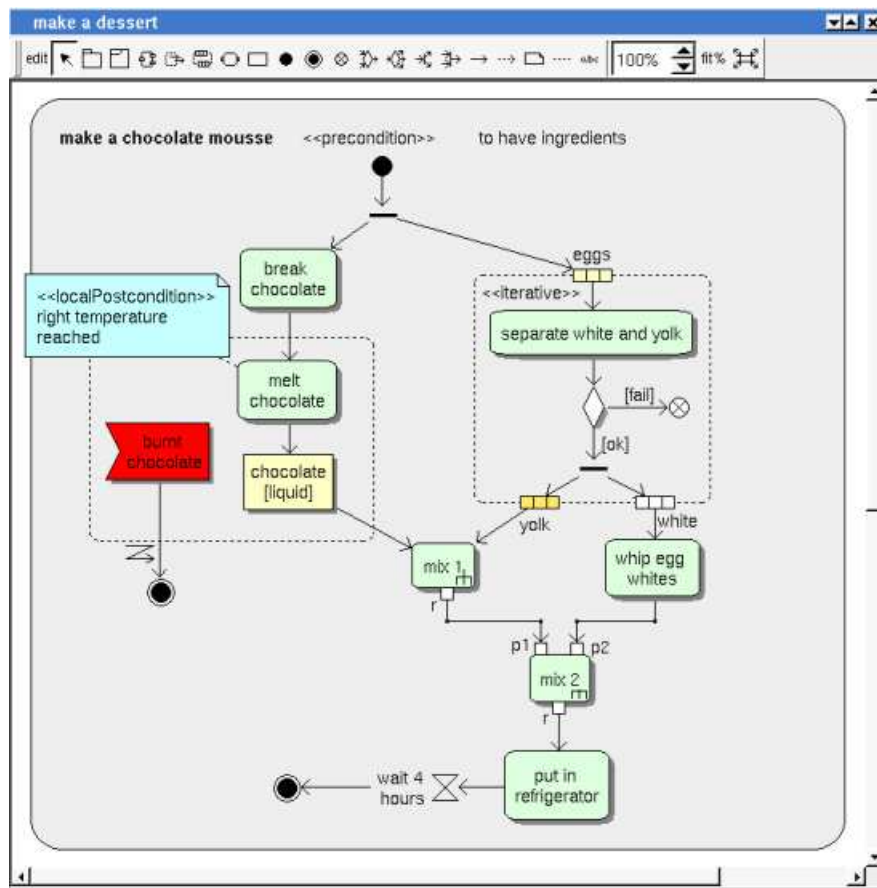 make a dessert
edit
100%
fit%
make a chocolate mousse <<precondition>> to have ingredients
eggs
break
chocolate
<<localPostcondition>>
right temperature
reached
<<iterative>>
separate white and yolk
melt
chocolate
[fail]
[ok]
burnt
chocolate
chocolate
[liquid]
yolk
white
mix 1
whip egg
whites
r
p1
p2
mix 2
r
wait 4
hours
put in
refrigerator